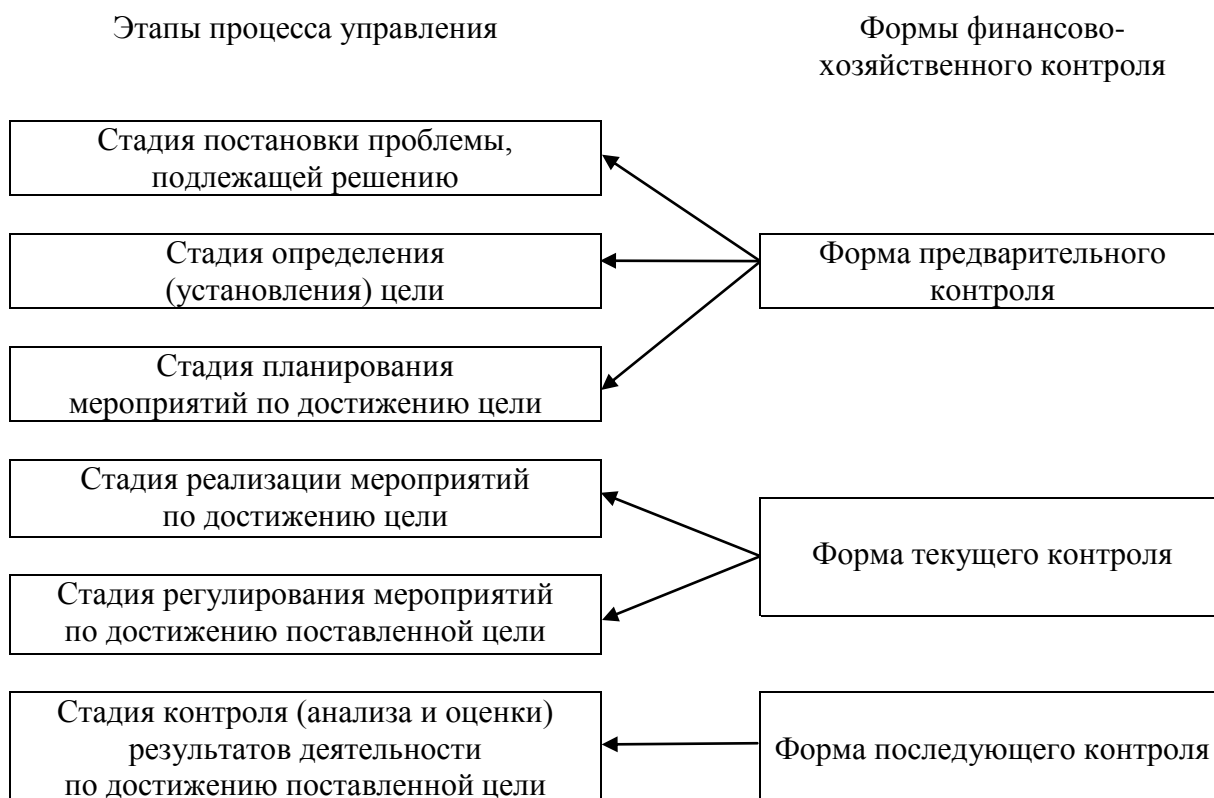 Этапы процесса управления
Формы финансово-
хозяйственного контроля
Стадия постановки проблемы,
подлежащей решению
Стадия определения
(установления) цели
Форма предварительного
контроля
Стадия планирования
мероприятий по достижению цели
Стадия реализации мероприятий
по достижению цели
Форма текущего контроля
Стадия регулирования мероприятий
по достижению поставленной цели
Стадия контроля (анализа и оценки)
результатов деятельности
по достижению поставленной цели
Форма последующего контроля